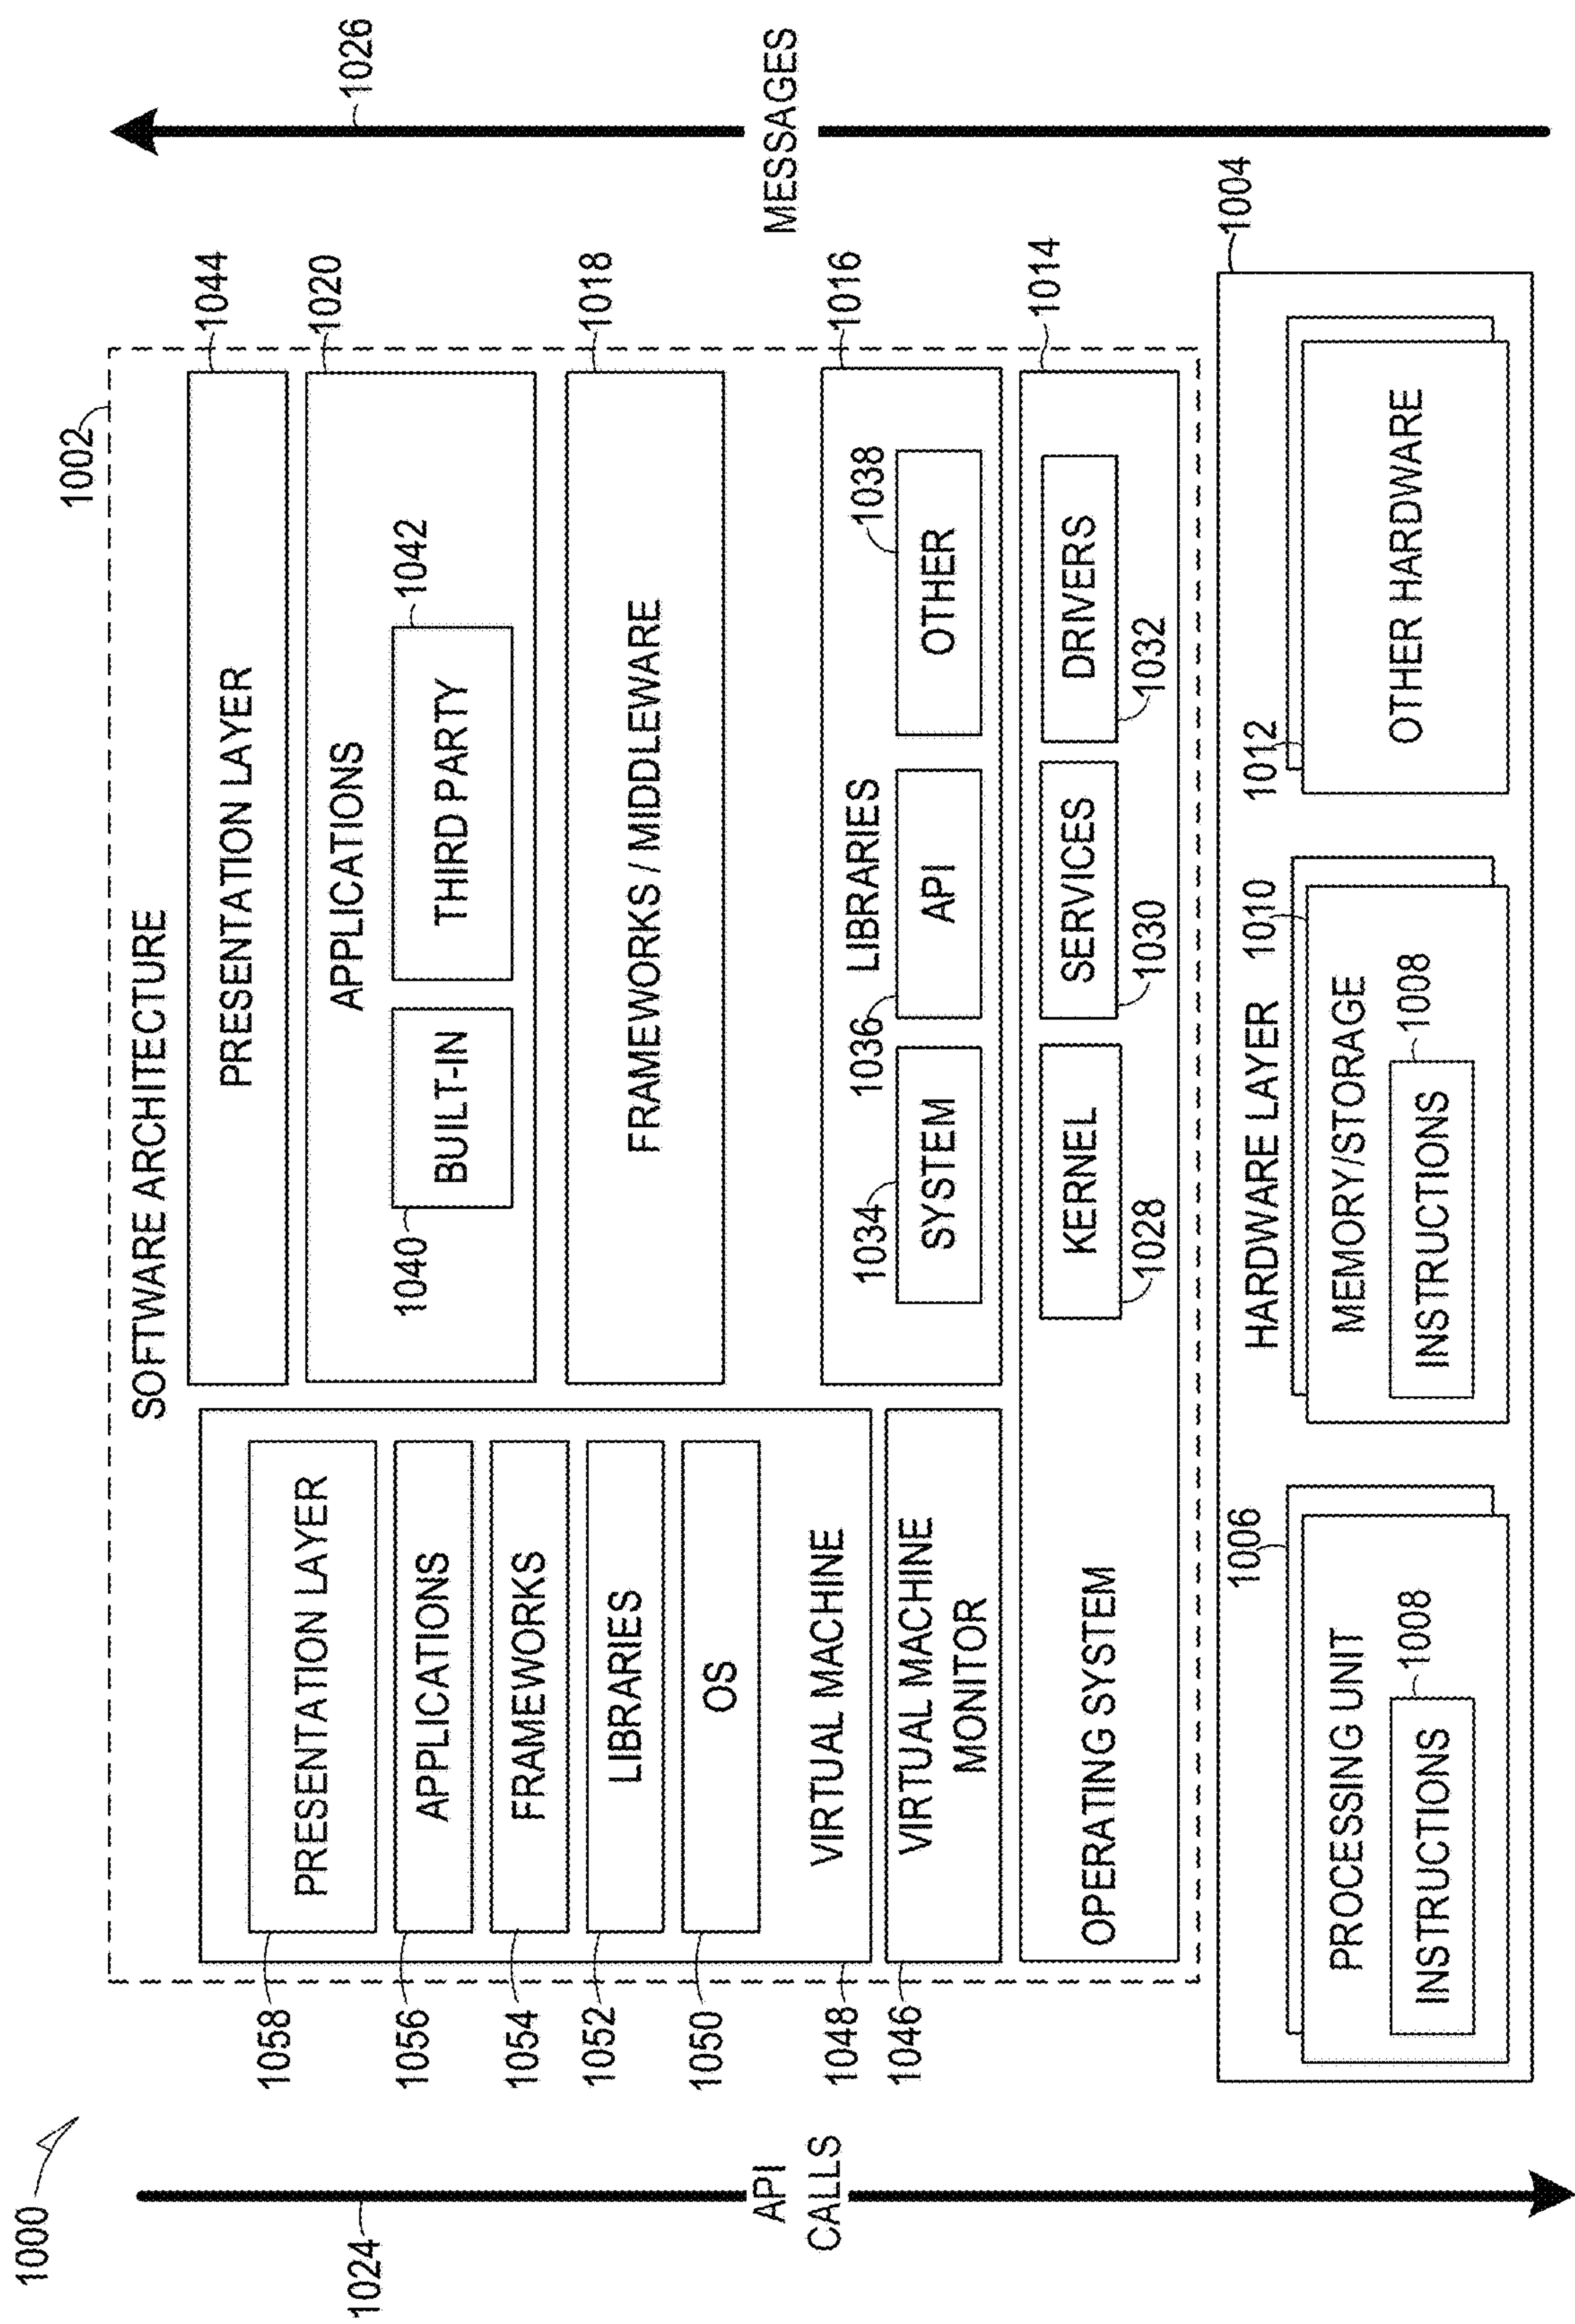 1000
1002
SOFTWARE ARCHITECTURE
1058
PRESENTATION LAYER
1056
APPLICATIONS
1054
FRAMEWORKS
1052
LIBRARIES
1050
OS
1048
VIRTUAL MACHINE
1046
VIRTUAL MACHINE
MONITOR
PRESENTATION LAYER
1044
APPLICATIONS
1020
1040
BUILT-IN
THIRD PARTY
1042
FRAMEWORKS / MIDDLEWARE
1018
LIBRARIES
1016
1034
SYSTEM
1036
API
1038
OTHER
OPERATING SYSTEM
1014
KERNEL
1028
SERVICES
1030
DRIVERS
1032
1024
API
CALLS
1026
MESSAGES
HARDWARE LAYER
1004
1006
PROCESSING UNIT
INSTRUCTIONS
1008
1010
MEMORY/STORAGE
INSTRUCTIONS
1008
1012
OTHER HARDWARE